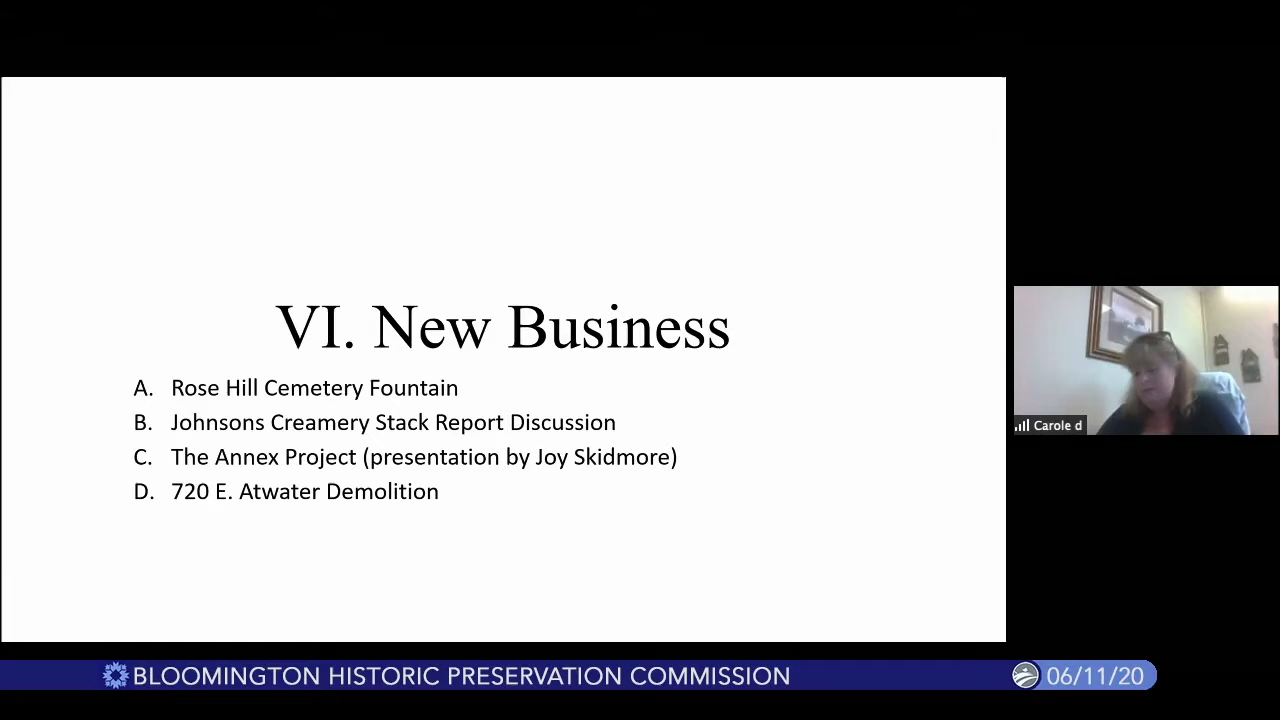 VI. New Business
A. Rose Hill Cemetery Fountain
B. Johnsons Creamery Stack Report Discussion
C. The Annex Project (presentation by Joy Skidmore)
D. 720 E. Atwater Demolition
Carole d
BLOOMINGTON HISTORIC PRESERVATION COMMISSION
06/11/20